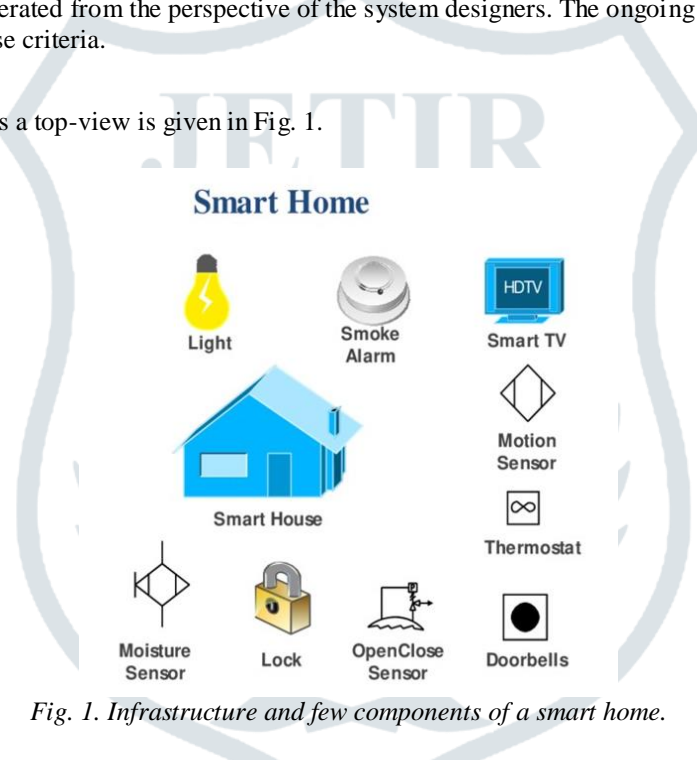 erated from the perspective of the system designers. The ongoing
se criteria.
s a top-view is given in Fig. 1.
JETIR
Smart Home
HDTV
Light
Smoke
Alarm
Smart TV
Motion
Sensor
Smart House
Thermostat
Moisture
Sensor
Lock
P
OpenClose
Sensor
Doorbells
Fig. 1. Infrastructure and few components of a smart home.